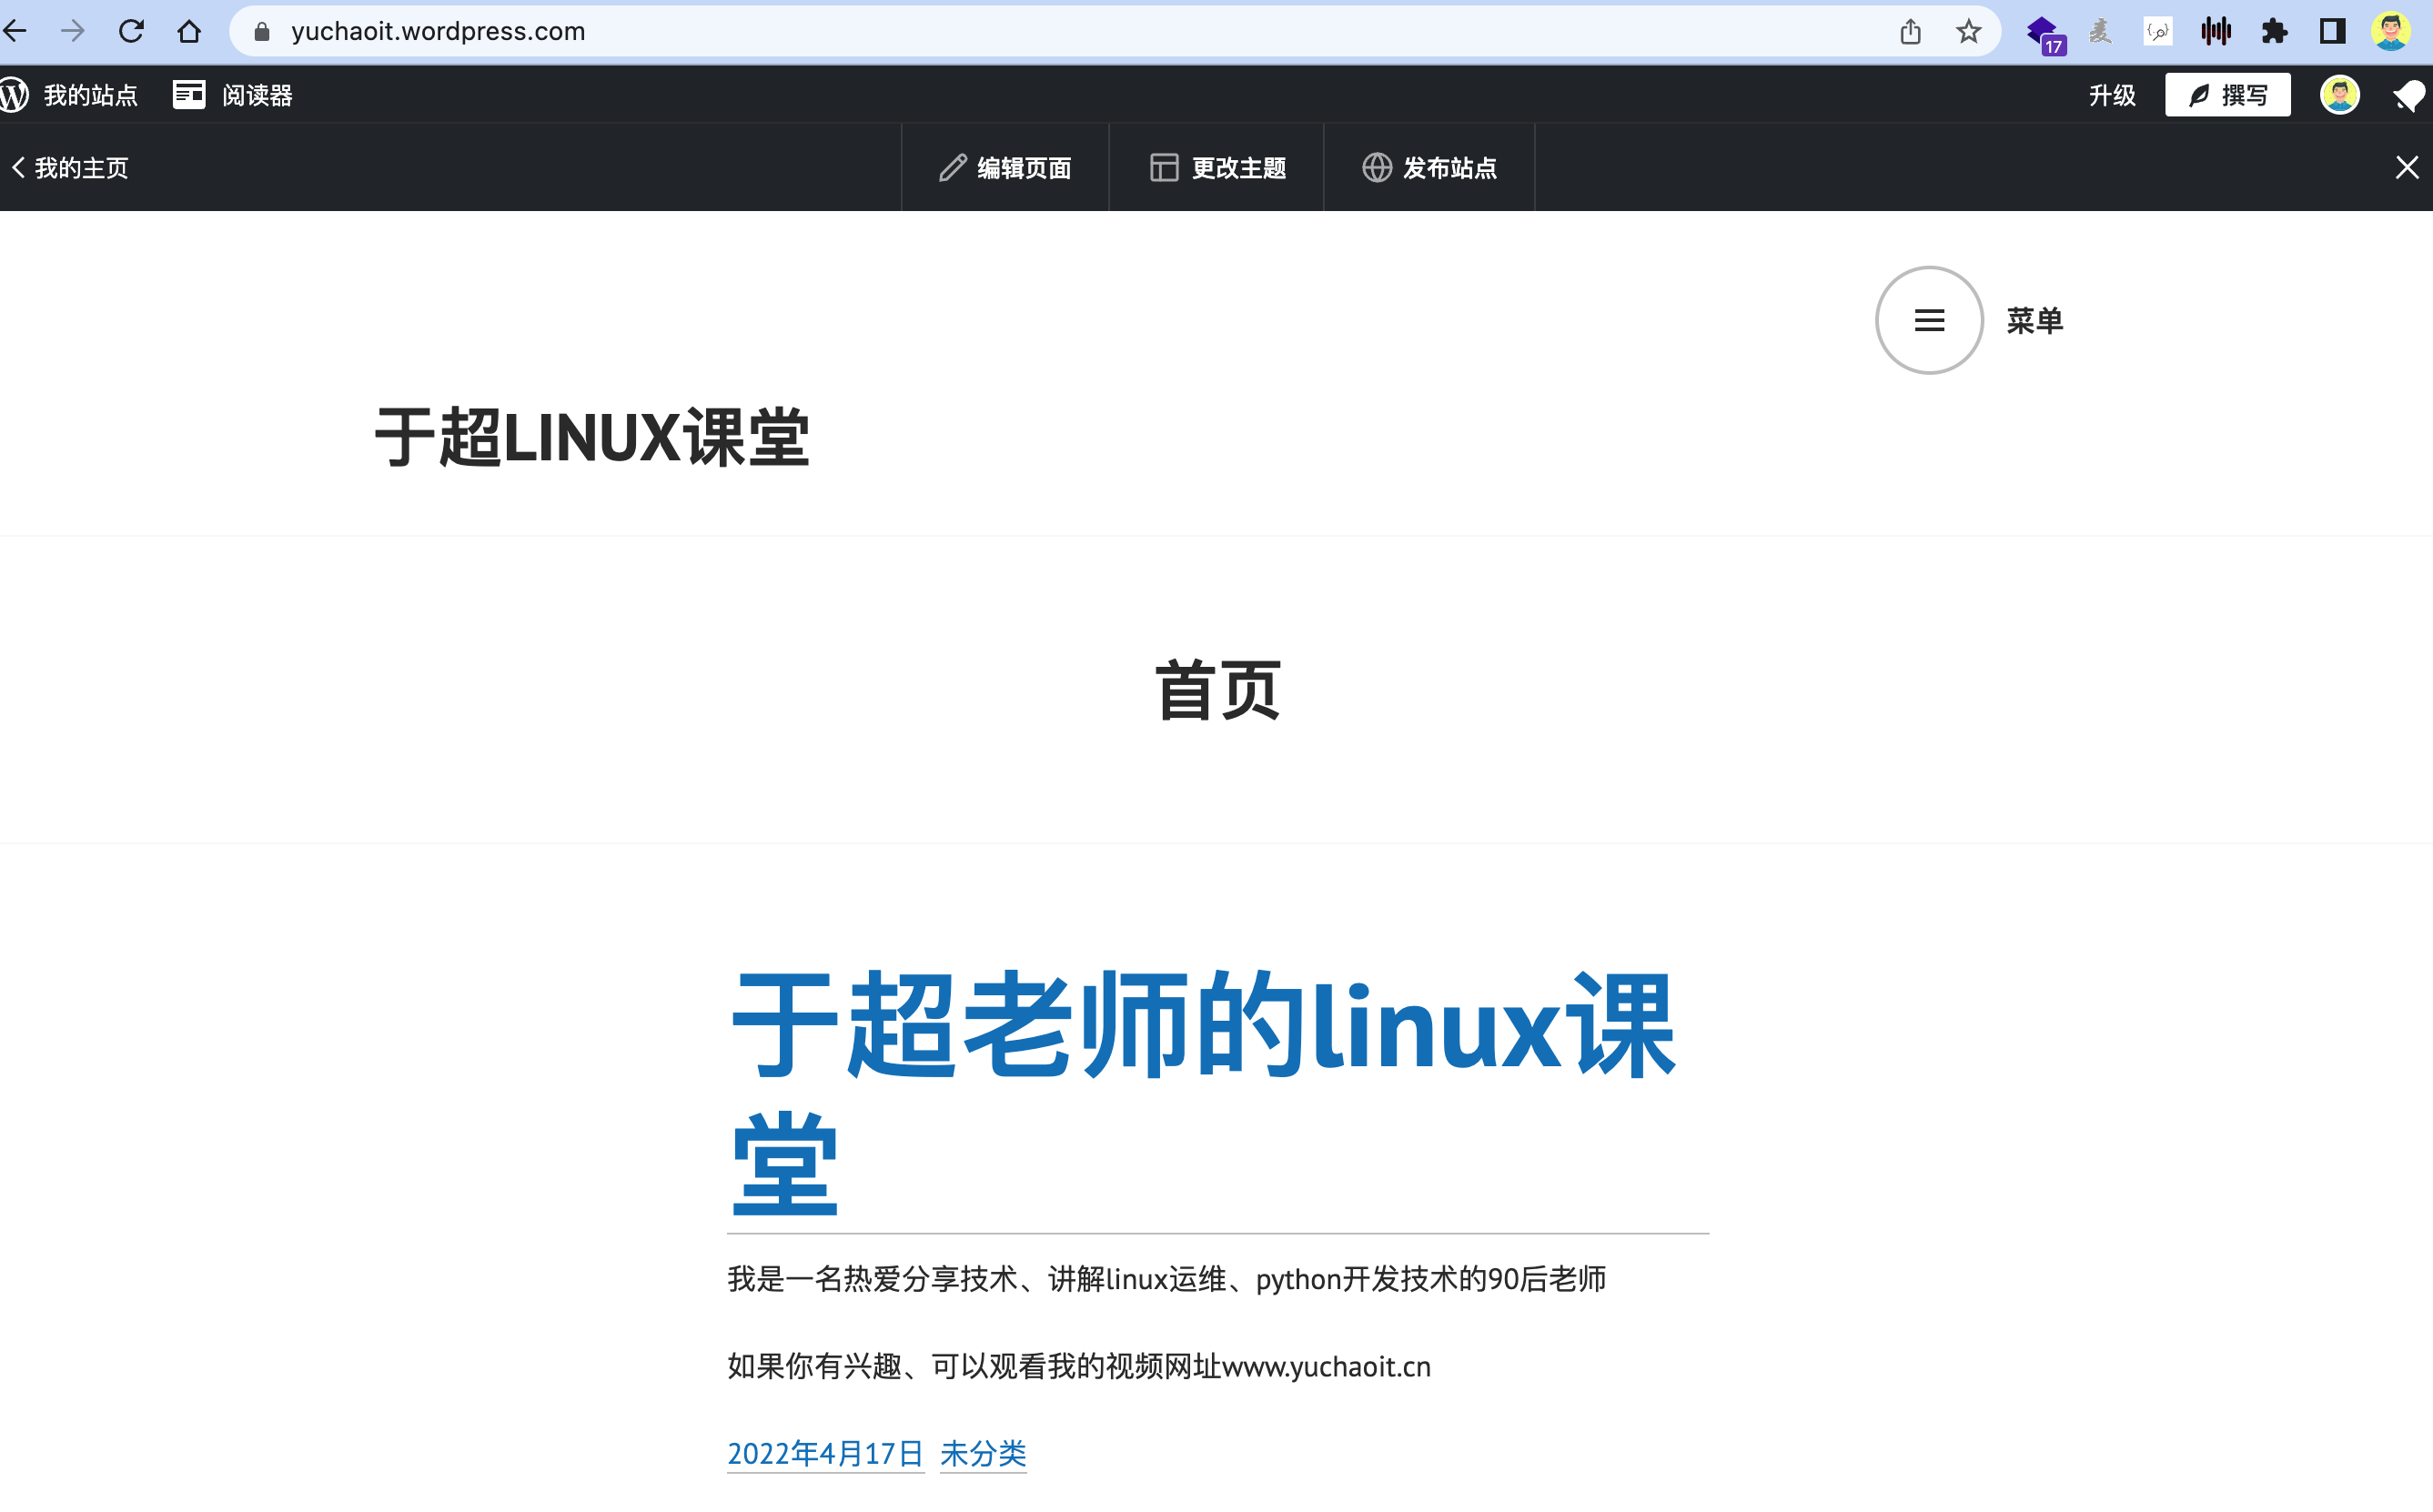 yuchaoit.wordpress.com
17
我的站点 阅读器 升级 撰写
我的主页 编辑页面 更改主题 发布站点
菜单
于超LINUX课堂
首页
于超老师的linux课
堂
我是一名热爱分享技术、讲解linux运维、python开发技术的90后老师
如果你有兴趣、可以观看我的视频网址www.yuchaoit.cn
2022年4月17日 未分类